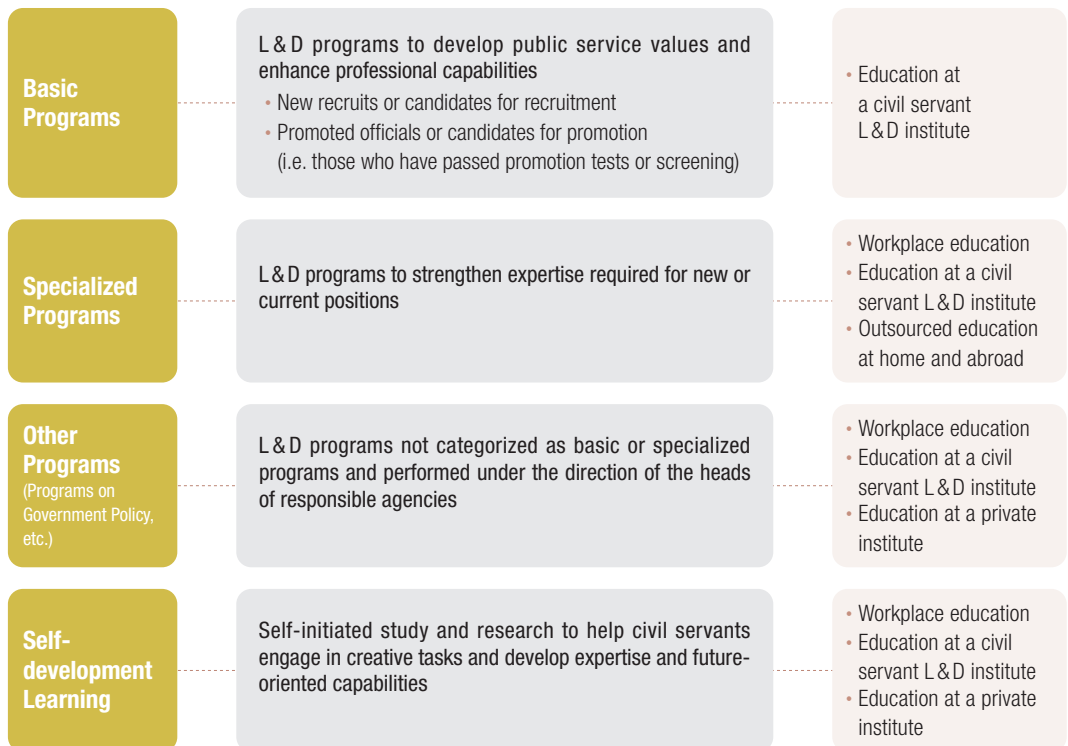 Basic
Programs
L&D programs to develop public service values and
enhance professional capabilities
• New recruits or candidates for recruitment
• Promoted officials or candidates for promotion
(i.e. those who have passed promotion tests or screening)
• Education at
a civil servant
L&D institute
Specialized
Programs
L&D programs to strengthen expertise required for new or
current positions
• Workplace education
• Education at a civil
servant L&D institute
• Outsourced education
at home and abroad
Other
Programs
(Programs on
Government Policy,
etc.)
L&D programs not categorized as basic or specialized
programs and performed under the direction of the heads
of responsible agencies
• Workplace education
• Education at a civil
servant L&D institute
• Education at a private
institute
Self-
development
Learning
Self-initiated study and research to help civil servants
engage in creative tasks and develop expertise and future-
oriented capabilities
• Workplace education
• Education at a civil
servant L&D institute
• Education at a private
institute